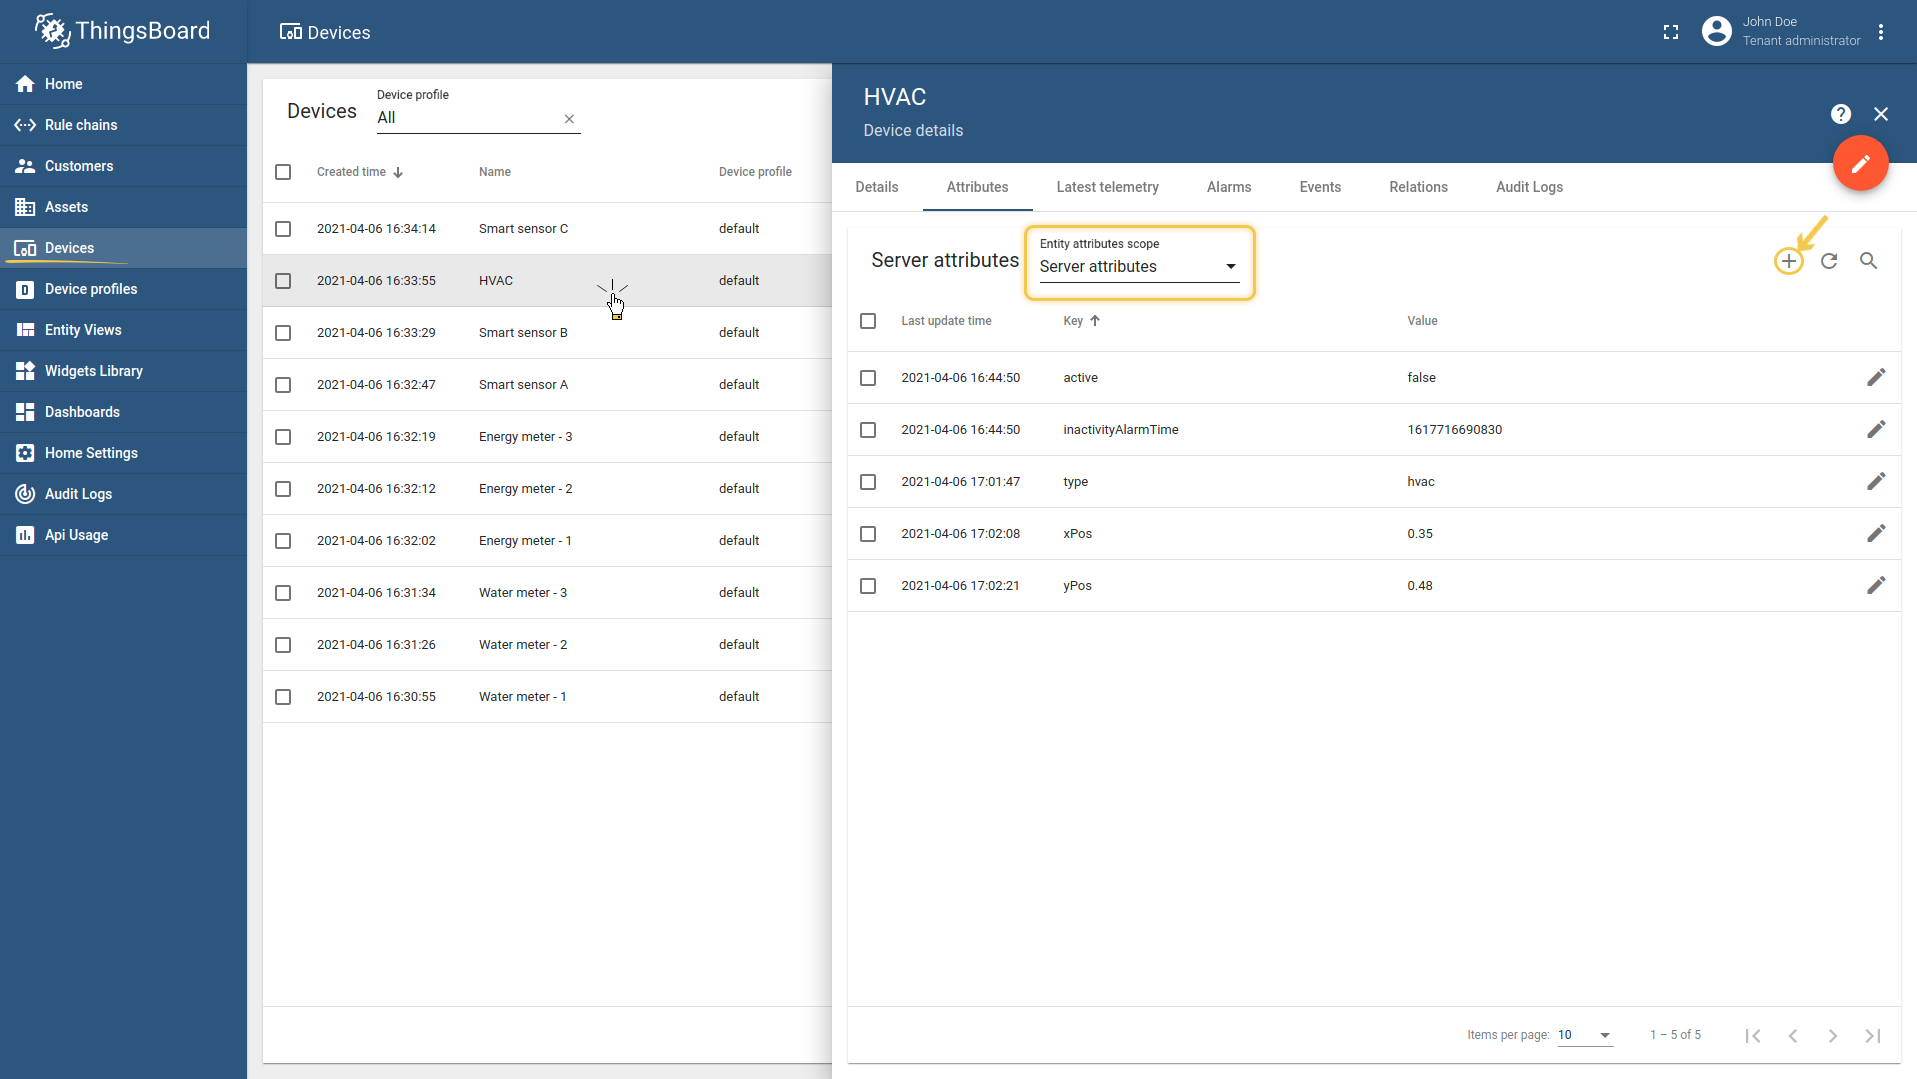 ThingsBoard
Devices
John Doe
Tenant administrator
Home
Rule chains
Customers
Assets
Devices
Device profiles
Entity Views
Widgets Library
Dashboards
Home Settings
Audit Logs
Api Usage
Devices
Device profile
All
Created time Name Device profile
2021-04-06 16:34:14 Smart sensor C default
2021-04-06 16:33:55 HVAC default
2021-04-06 16:33:29 Smart sensor B default
2021-04-06 16:32:47 Smart sensor A default
2021-04-06 16:32:19 Energy meter - 3 default
2021-04-06 16:32:12 Energy meter - 2 default
2021-04-06 16:32:02 Energy meter - 1 default
2021-04-06 16:31:34 Water meter - 3 default
2021-04-06 16:31:26 Water meter - 2 default
2021-04-06 16:30:55 Water meter - 1 default
HVAC
Device details
Details Attributes Latest telemetry Alarms Events Relations Audit Logs
Server attributes
Entity attributes scope
Server attributes
Last update time Key Value
2021-04-06 16:44:50 active false
2021-04-06 16:44:50 inactivityAlarmTime 1617716690830
2021-04-06 17:01:47 type hvac
2021-04-06 17:02:08 xPos 0.35
2021-04-06 17:02:21 yPos 0.48
Items per page: 10 1 – 5 of 5